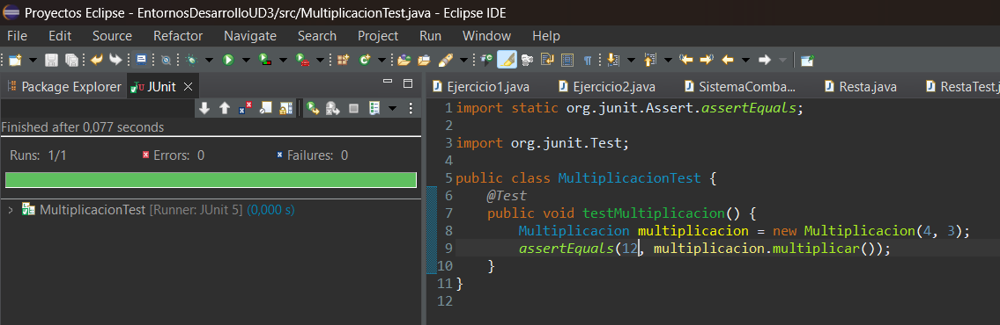 Proyectos Eclipse - EntornosDesarrolloUD3/src/MultiplicacionTest.java - Eclipse IDE
File Edit Source Refactor Navigate Search Project Run Window Help
Package Explorer JUnit
Finished after 0,077 seconds
Runs: 1/1 Errors: 0 Failures: 0
MultiplicacionTest [Runner: JUnit 5] (0,000 s)
Ejercicio1.java Ejercicio2.java SistemaComba... Resta.java RestaTest.j
1 import static org.junit.Assert.assertEquals;
2
3 import org.junit.Test;
4
5 public class MultiplicacionTest {
6 @Test
7 public void testMultiplicacion() {
8 Multiplicacion multiplicacion = new Multiplicacion(4, 3);
9 assertEquals(12, multiplicacion.multiplicar());
10 }
11 }
12